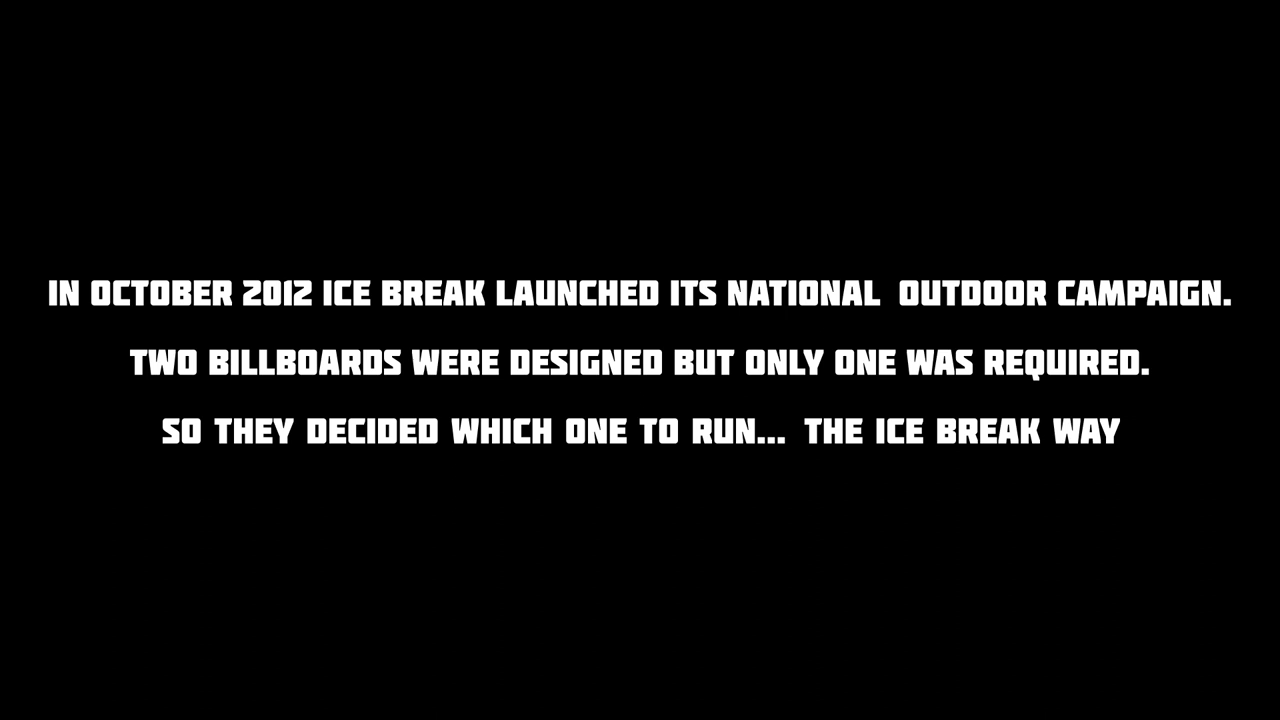 IN OCTOBER 2012 ICE BREAK LAUNCHED ITS NATIONAL OUTDOOR CAMPAIGN.
TWO BILLBOARDS WERE DESIGNED BUT ONLY ONE WAS REQUIRED.
SO THEY DECIDED WHICH ONE TO RUN... THE ICE BREAK WAY